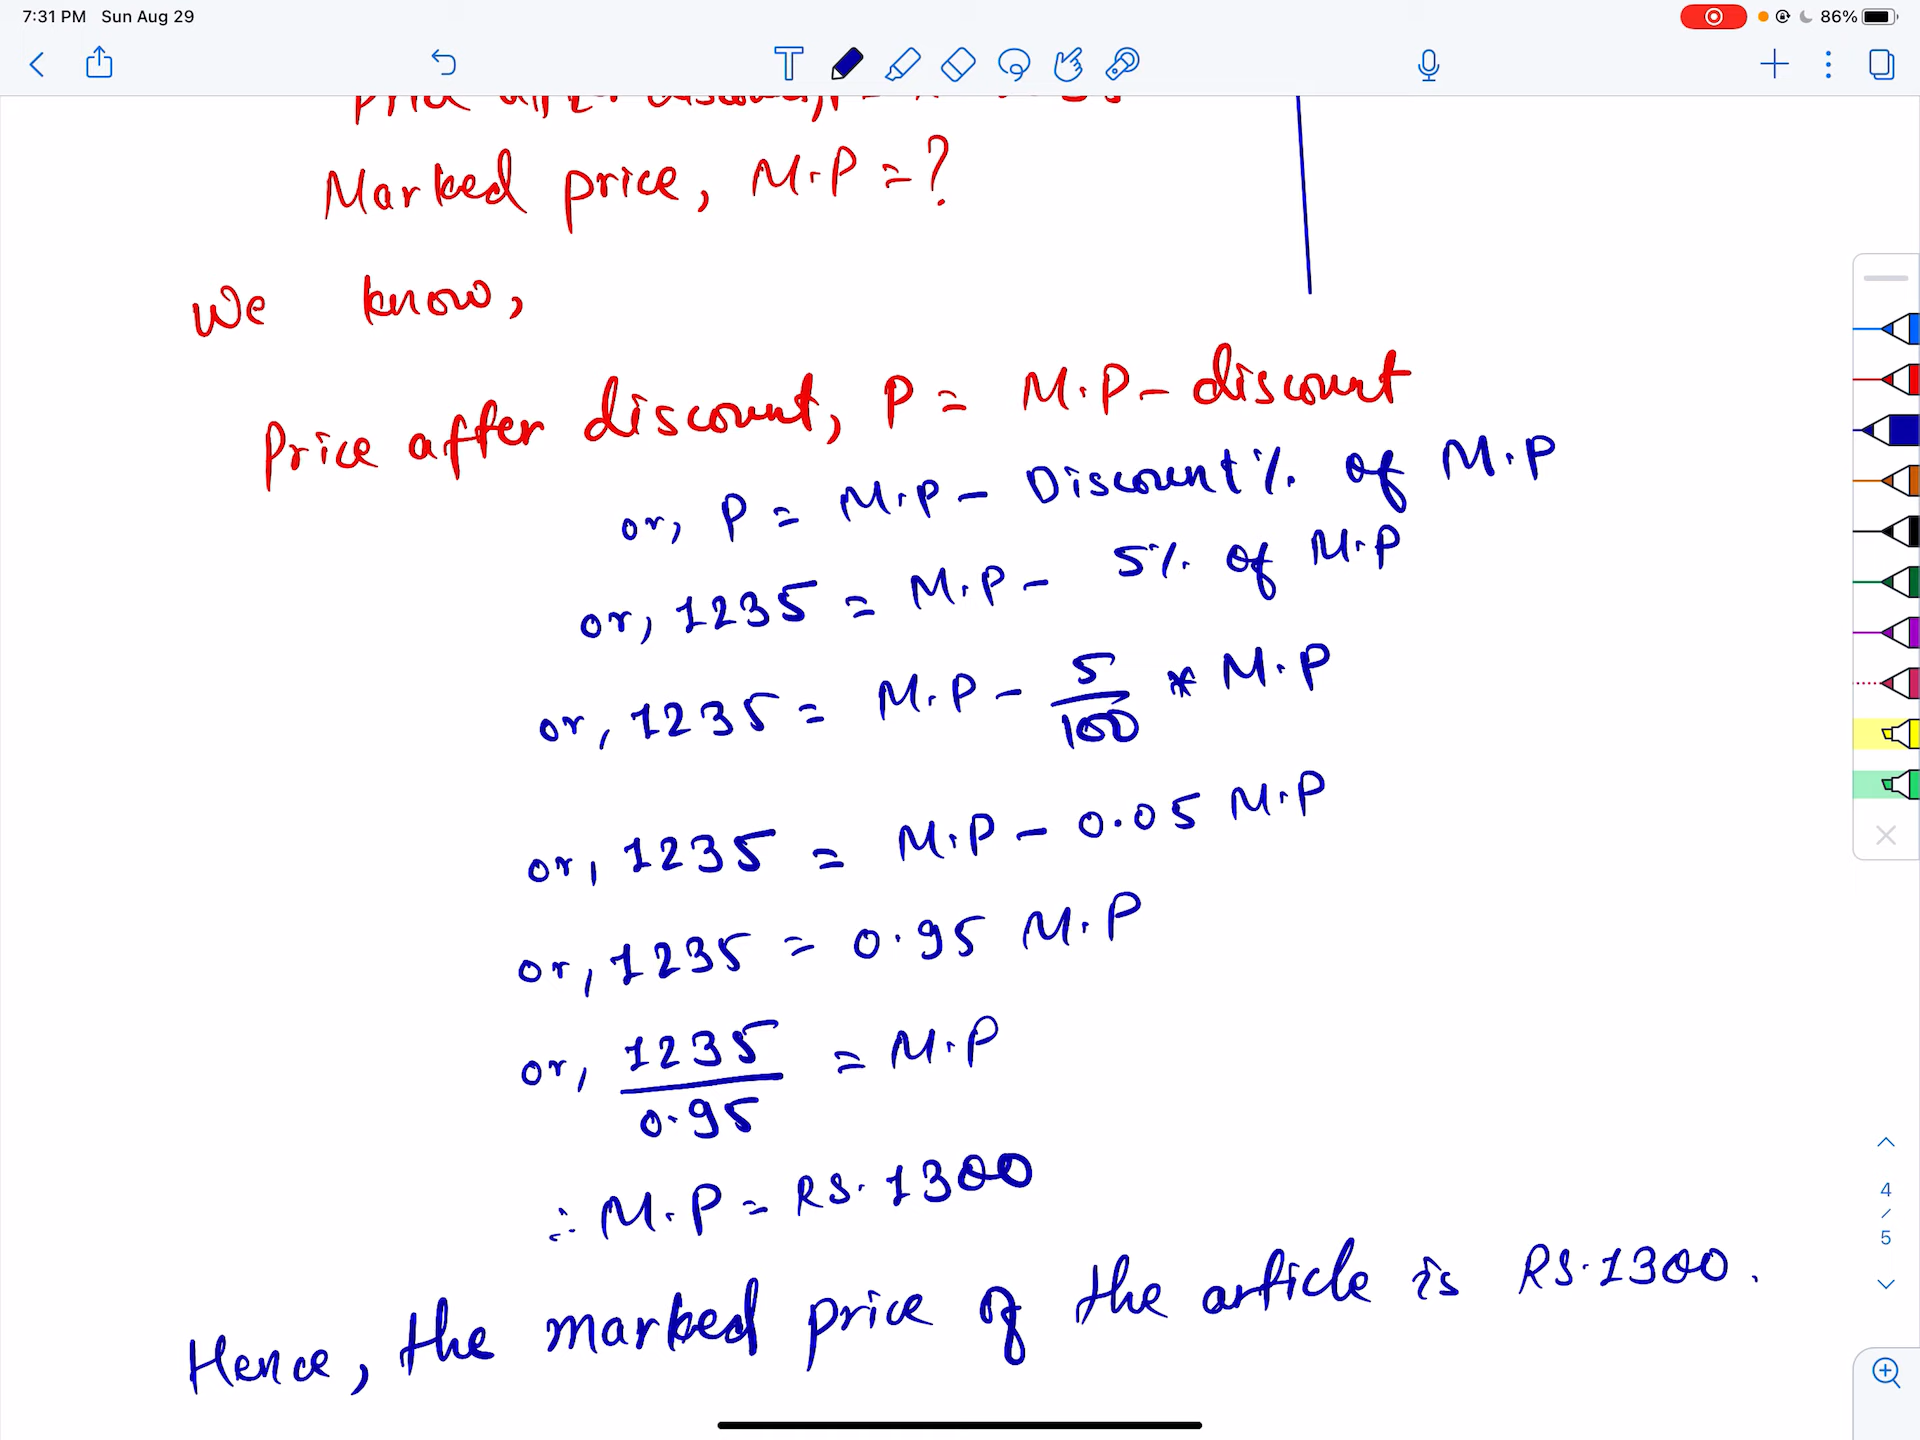 7:31 PM Sun Aug 29
86%
Marked price, M.P = ?
We know,
Price after discount, P = M.P - discount
or, P = M.P - Discount % of M.P
or, 1235 = M.P - 5% of M.P
or, 1235 = M.P - 5/100 * M.P
or, 1235 = M.P - 0.05 M.P
or, 1235 = 0.95 M.P
or, 1235/0.95 = M.P
∴ M.P = RS. 1300
Hence, the marked price of the article is RS. 1300.
4
/
5